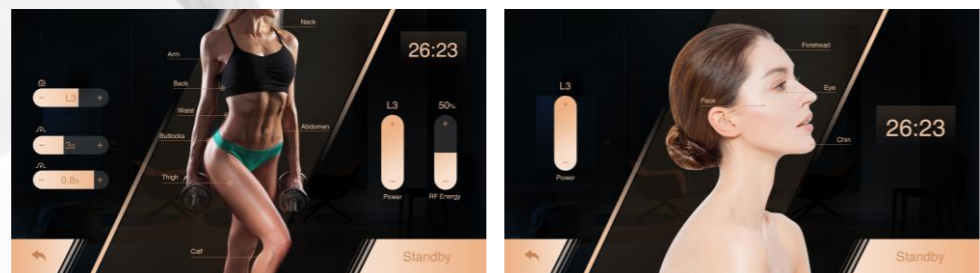 Neck
26:23
Arm
Back
L3
Waist
Abdomen
3s
Buttocks
0.8s
Thigh
L3
50%
+
-
Power
RF Energy
Calf
Standby
Forehead
L3
Eye
Face
26:23
Chin
Power
Standby